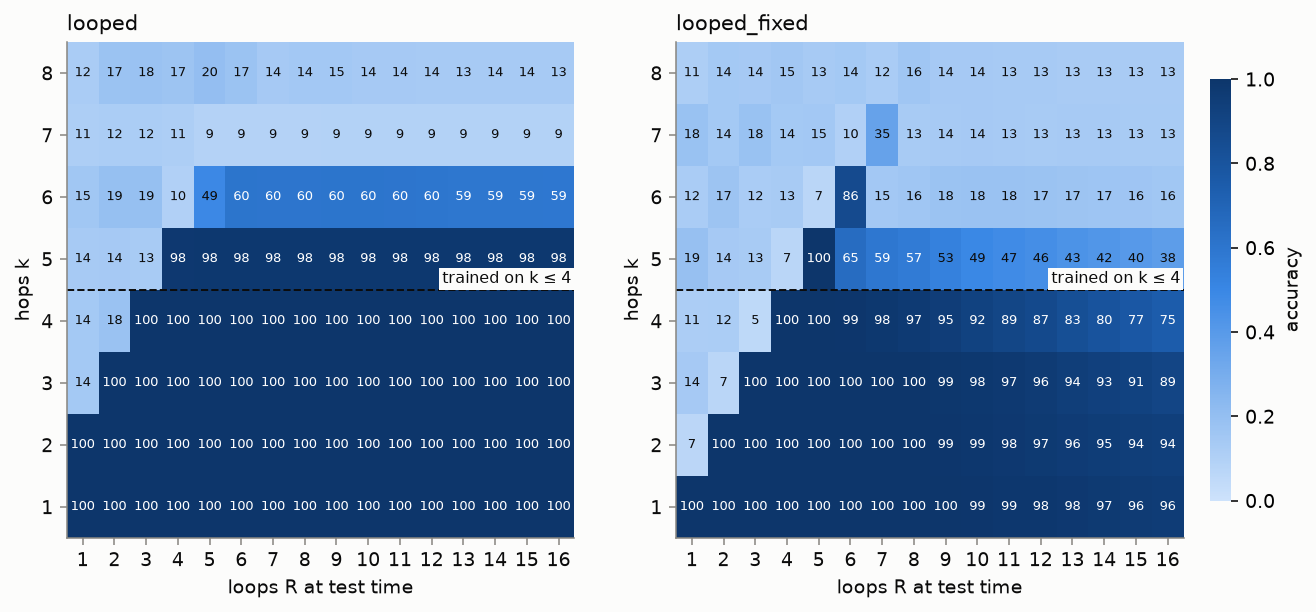 looped
8 12 17 18 17 20 17 14 14 15 14 14 14 13 14 14 13
7 11 12 12 11 9 9 9 9 9 9 9 9 9 9 9 9
6 15 19 19 10 49 60 60 60 60 60 60 60 59 59 59 59
5 14 14 13 98 98 98 98 98 98 98 98 98 98 98 98 98
trained on k ≤ 4
4 14 18 100 100 100 100 100 100 100 100 100 100 100 100 100 100
3 14 100 100 100 100 100 100 100 100 100 100 100 100 100 100 100
2 100 100 100 100 100 100 100 100 100 100 100 100 100 100 100 100
1 100 100 100 100 100 100 100 100 100 100 100 100 100 100 100 100
1 2 3 4 5 6 7 8 9 10 11 12 13 14 15 16
hops k
loops R at test time
looped_fixed
8 11 14 14 15 13 14 12 16 14 14 13 13 13 13 13 13
7 18 14 18 14 15 10 35 13 14 14 13 13 13 13 13 13
6 12 17 12 13 7 86 15 16 18 18 18 17 17 17 16 16
5 19 14 13 7 100 65 59 57 53 49 47 46 43 42 40 38
trained on k ≤ 4
4 11 12 5 100 100 99 98 97 95 92 89 87 83 80 77 75
3 14 7 100 100 100 100 100 100 99 98 97 96 94 93 91 89
2 7 100 100 100 100 100 100 100 99 99 98 97 96 95 94 94
1 100 100 100 100 100 100 100 100 100 99 99 98 98 97 96 96
1 2 3 4 5 6 7 8 9 10 11 12 13 14 15 16
hops k
loops R at test time
1.0
0.8
0.6
0.4
0.2
0.0
accuracy